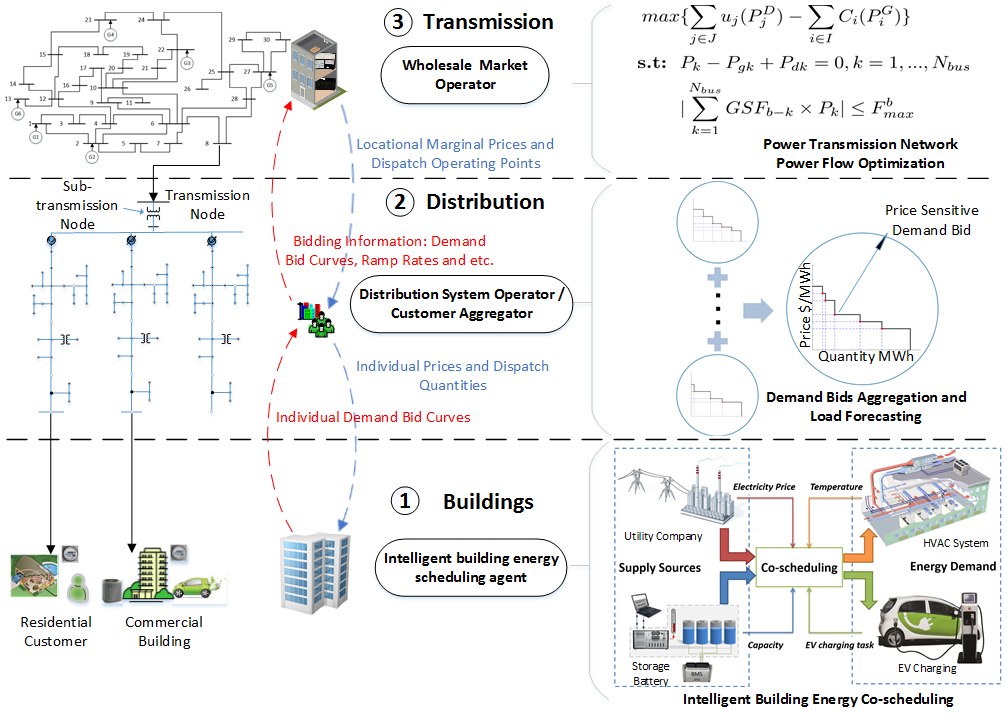 3 Transmission
Wholesale Market
Operator
Locational Marginal Prices and
Dispatch Operating Points
max{∑_{j∈J} u_j(P_j^D) − ∑_{i∈I} C_i(P_i^G)}
s.t: P_k − P_{gk} + P_{dk} = 0, k = 1, ..., N_{bus}
|∑_{k=1}^{N_{bus}} GSF_{b−k} × P_k| ≤ F_{max}^b
Power Transmission Network
Power Flow Optimization
23
24
G4
15
18
17
19
14
16
20
21
22
G3
13
12
10
9
11
G6
1
3
4
6
G1
2
5
7
8
G2
29
30
25
26
27
G5
28
Sub-
transmission
Node
Transmission
Node
2 Distribution
Bidding Information: Demand
Bid Curves, Ramp Rates and etc.
Distribution System Operator /
Customer Aggregator
Individual Prices and Dispatch
Quantities
Individual Demand Bid Curves
Price Sensitive
Demand Bid
Price $/MWh
Quantity MWh
Demand Bids Aggregation and
Load Forecasting
1 Buildings
Intelligent building energy
scheduling agent
Residential
Customer
Commercial
Building
Electricity Price
Temperature
Utility Company
HVAC System
Supply Sources
Co-scheduling
Energy Demand
Capacity
EV charging task
Storage
Battery
BMS
EV Charging
Intelligent Building Energy Co-scheduling